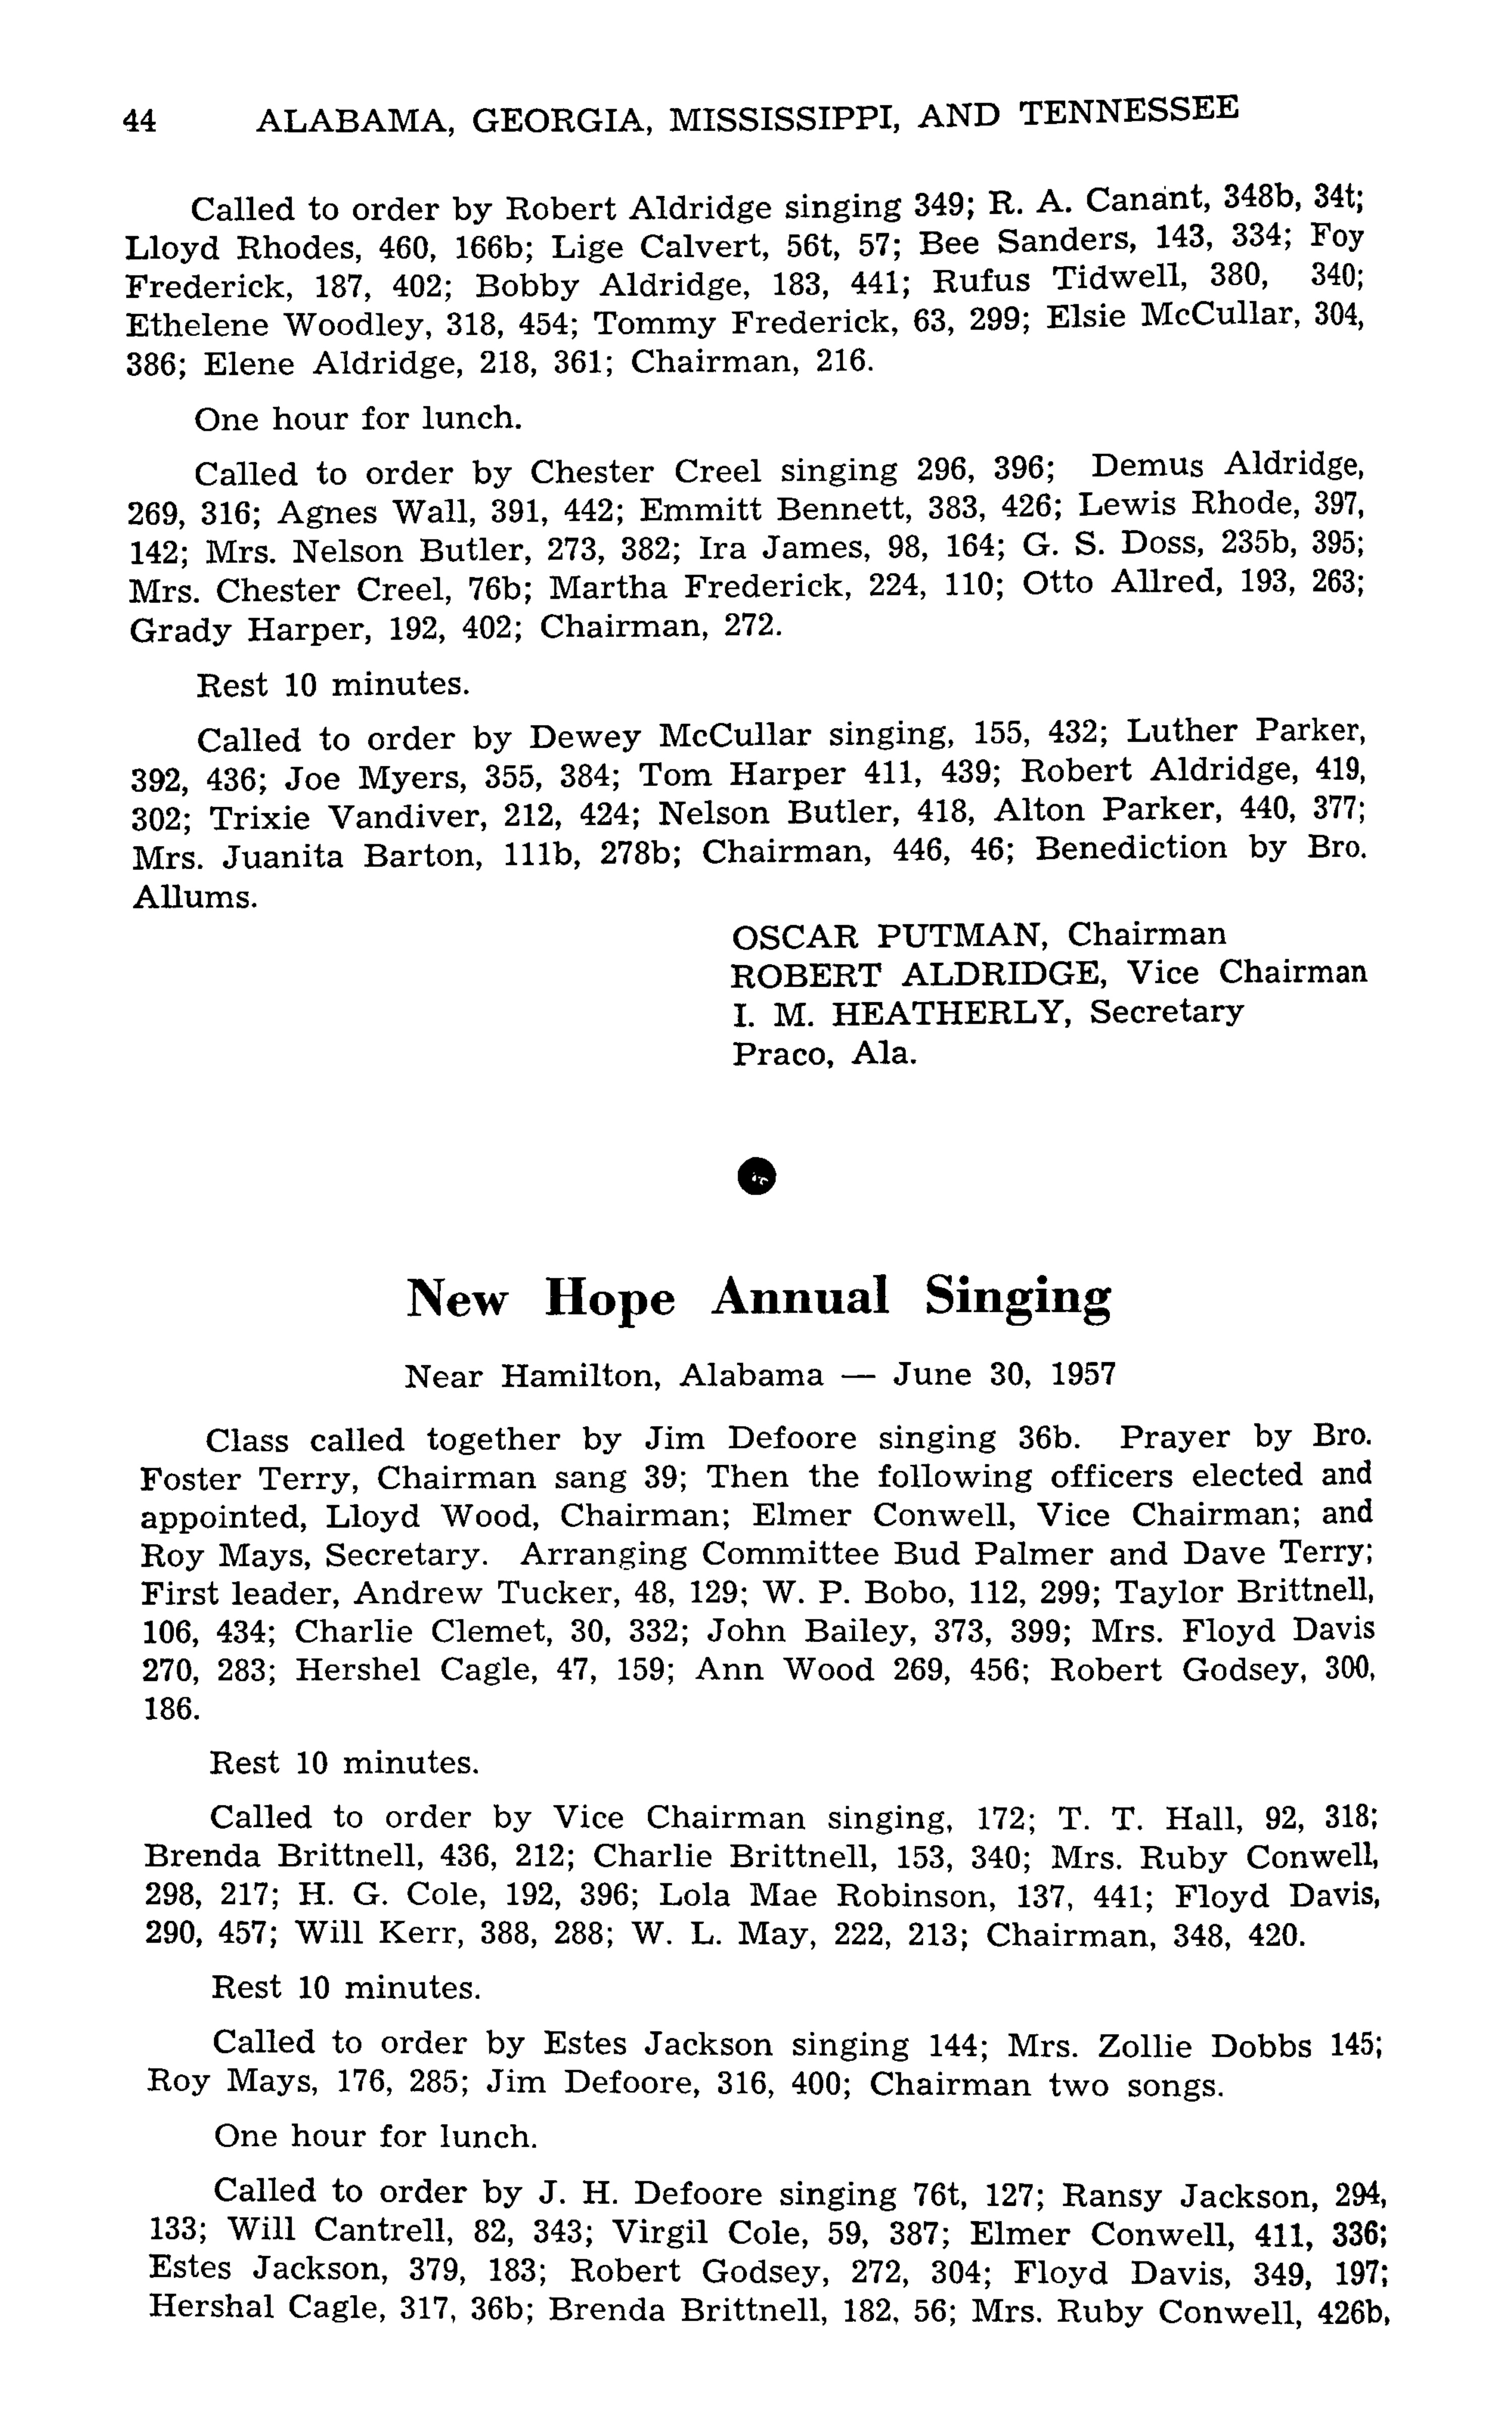 44 ALABAMA, GEORGIA, MISSISSIPPI, AND TENNESSEE
Called to order by Robert Aldridge singing 349; R. A. Canant, 348b, 34t;
Lloyd Rhodes, 460, 166b; Lige Calvert, 56t, 57; Bee Sanders, 143, 334; Foy
Frederick, 187, 402; Bobby Aldridge, 183, 441; Rufus Tidwell, 380, 340;
Ethelene Woodley, 318, 454; Tommy Frederick, 63, 299; Elsie McCullar, 304,
386; Elene Aldridge, 218, 361; Chairman, 216.
One hour for lunch.
Called to order by Chester Creel singing 296, 396; Demus Aldridge,
269, 316; Agnes Wall, 391, 442; Emmitt Bennett, 383, 426; Lewis Rhode, 397,
142; Mrs. Nelson Butler, 273, 382; Ira James, 98, 164; G. S. Doss, 235b, 395;
Mrs. Chester Creel, 76b; Martha Frederick, 224, 110; Otto Allred, 193, 263;
Grady Harper, 192, 402; Chairman, 272.
Rest 10 minutes.
Called to order by Dewey McCullar singing, 155, 432; Luther Parker,
392, 436; Joe Myers, 355, 384; Tom Harper 411, 439; Robert Aldridge, 419,
302; Trixie Vandiver, 212, 424; Nelson Butler, 418, Alton Parker, 440, 377;
Mrs. Juanita Barton, 111b, 278b; Chairman, 446, 46; Benediction by Bro.
Allums.
OSCAR PUTMAN, Chairman
ROBERT ALDRIDGE, Vice Chairman
I. M. HEATHERLY, Secretary
Praco, Ala.
New Hope Annual Singing
Near Hamilton, Alabama — June 30, 1957
Class called together by Jim Defoore singing 36b. Prayer by Bro.
Foster Terry, Chairman sang 39; Then the following officers elected and
appointed, Lloyd Wood, Chairman; Elmer Conwell, Vice Chairman; and
Roy Mays, Secretary. Arranging Committee Bud Palmer and Dave Terry;
First leader, Andrew Tucker, 48, 129; W. P. Bobo, 112, 299; Taylor Brittnell,
106, 434; Charlie Clemet, 30, 332; John Bailey, 373, 399; Mrs. Floyd Davis
270, 283; Hershel Cagle, 47, 159; Ann Wood 269, 456; Robert Godsey, 300,
186.
Rest 10 minutes.
Called to order by Vice Chairman singing, 172; T. T. Hall, 92, 318;
Brenda Brittnell, 436, 212; Charlie Brittnell, 153, 340; Mrs. Ruby Conwell,
298, 217; H. G. Cole, 192, 396; Lola Mae Robinson, 137, 441; Floyd Davis,
290, 457; Will Kerr, 388, 288; W. L. May, 222, 213; Chairman, 348, 420.
Rest 10 minutes.
Called to order by Estes Jackson singing 144; Mrs. Zollie Dobbs 145;
Roy Mays, 176, 285; Jim Defoore, 316, 400; Chairman two songs.
One hour for lunch.
Called to order by J. H. Defoore singing 76t, 127; Ransy Jackson, 294,
133; Will Cantrell, 82, 343; Virgil Cole, 59, 387; Elmer Conwell, 411, 336;
Estes Jackson, 379, 183; Robert Godsey, 272, 304; Floyd Davis, 349, 197;
Hershal Cagle, 317, 36b; Brenda Brittnell, 182, 56; Mrs. Ruby Conwell, 426b,